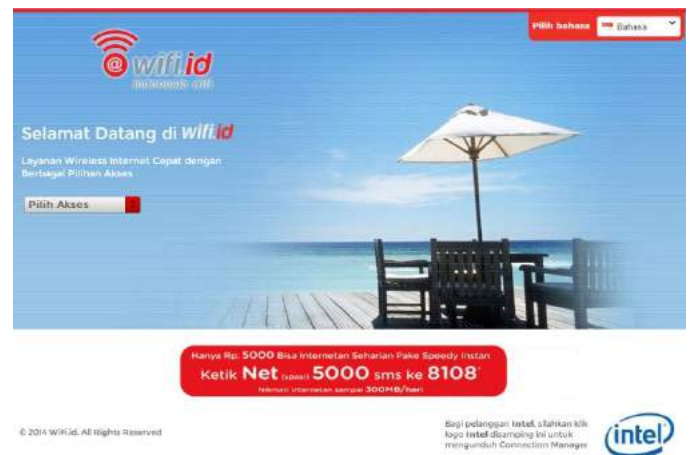 Pilih bahasa
Bahasa
@wifi.id
indonesia wifi
Selamat Datang di wifi.id
Layanan Wireless Internet Cepat dengan
Berbagai Pilihan Akses
Pilih Akses
Hanya Rp. 5000 Bisa Internetan Seharian Pake Speedy Instan
Ketik Net (spasi) 5000 sms ke 8108*
Nikmati Internetan sampai 300MB/hari
© 2014 Wifi.id. All Rights Reserved
Bagi pelanggan Intel, silahkan klik
logo Intel disamping ini untuk
mengunduh Connection Manager
intel